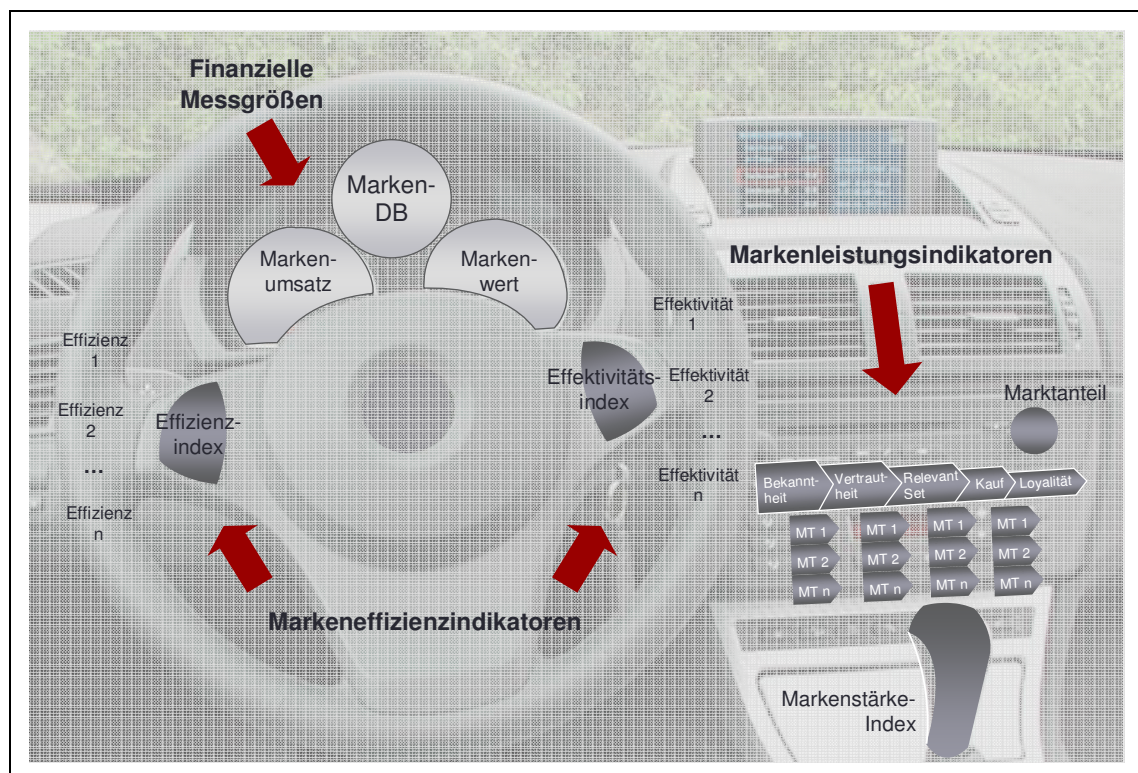 Finanzielle
Messgrößen
Marken-
DB
Marken-
umsatz
Marken-
wert
Markenleistungsindikatoren
Effizienz
1
Effizienz
2
...
Effizienz
n
Effizienz-
index
Effektivitäts-
index
Effektivität
1
Effektivität
2
...
Effektivität
n
Markeneffizienzindikatoren
Marktanteil
Bekannt-
heit
Vertraut-
heit
Relevant
Set
Kauf
Loyalität
MT 1
MT 1
MT 1
MT 1
MT 2
MT 2
MT 2
MT 2
MT n
MT n
MT n
MT n
Markenstärke-
Index